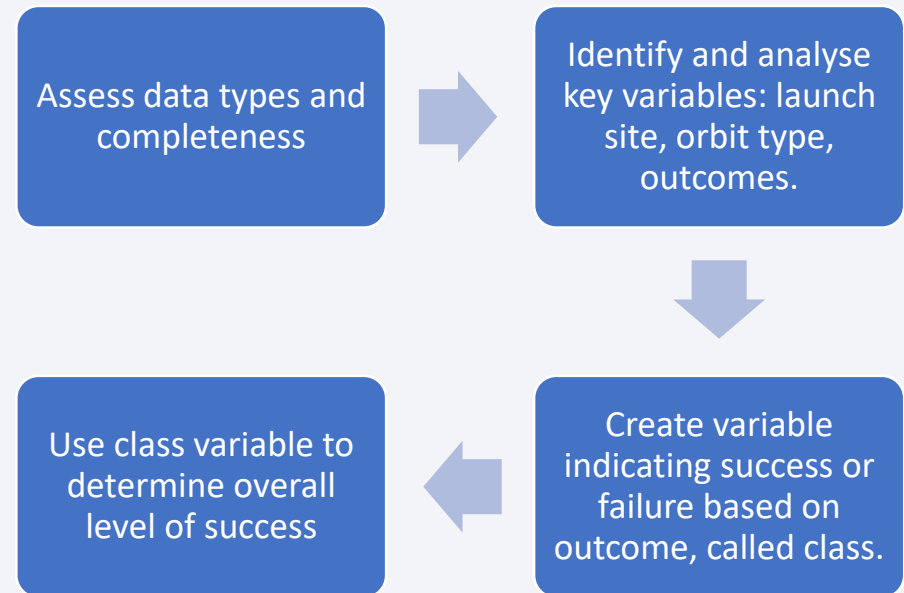 Assess data types and
completeness
Identify and analyse
key variables: launch
site, orbit type,
outcomes.
Create variable
indicating success or
failure based on
outcome, called class.
Use class variable to
determine overall
level of success